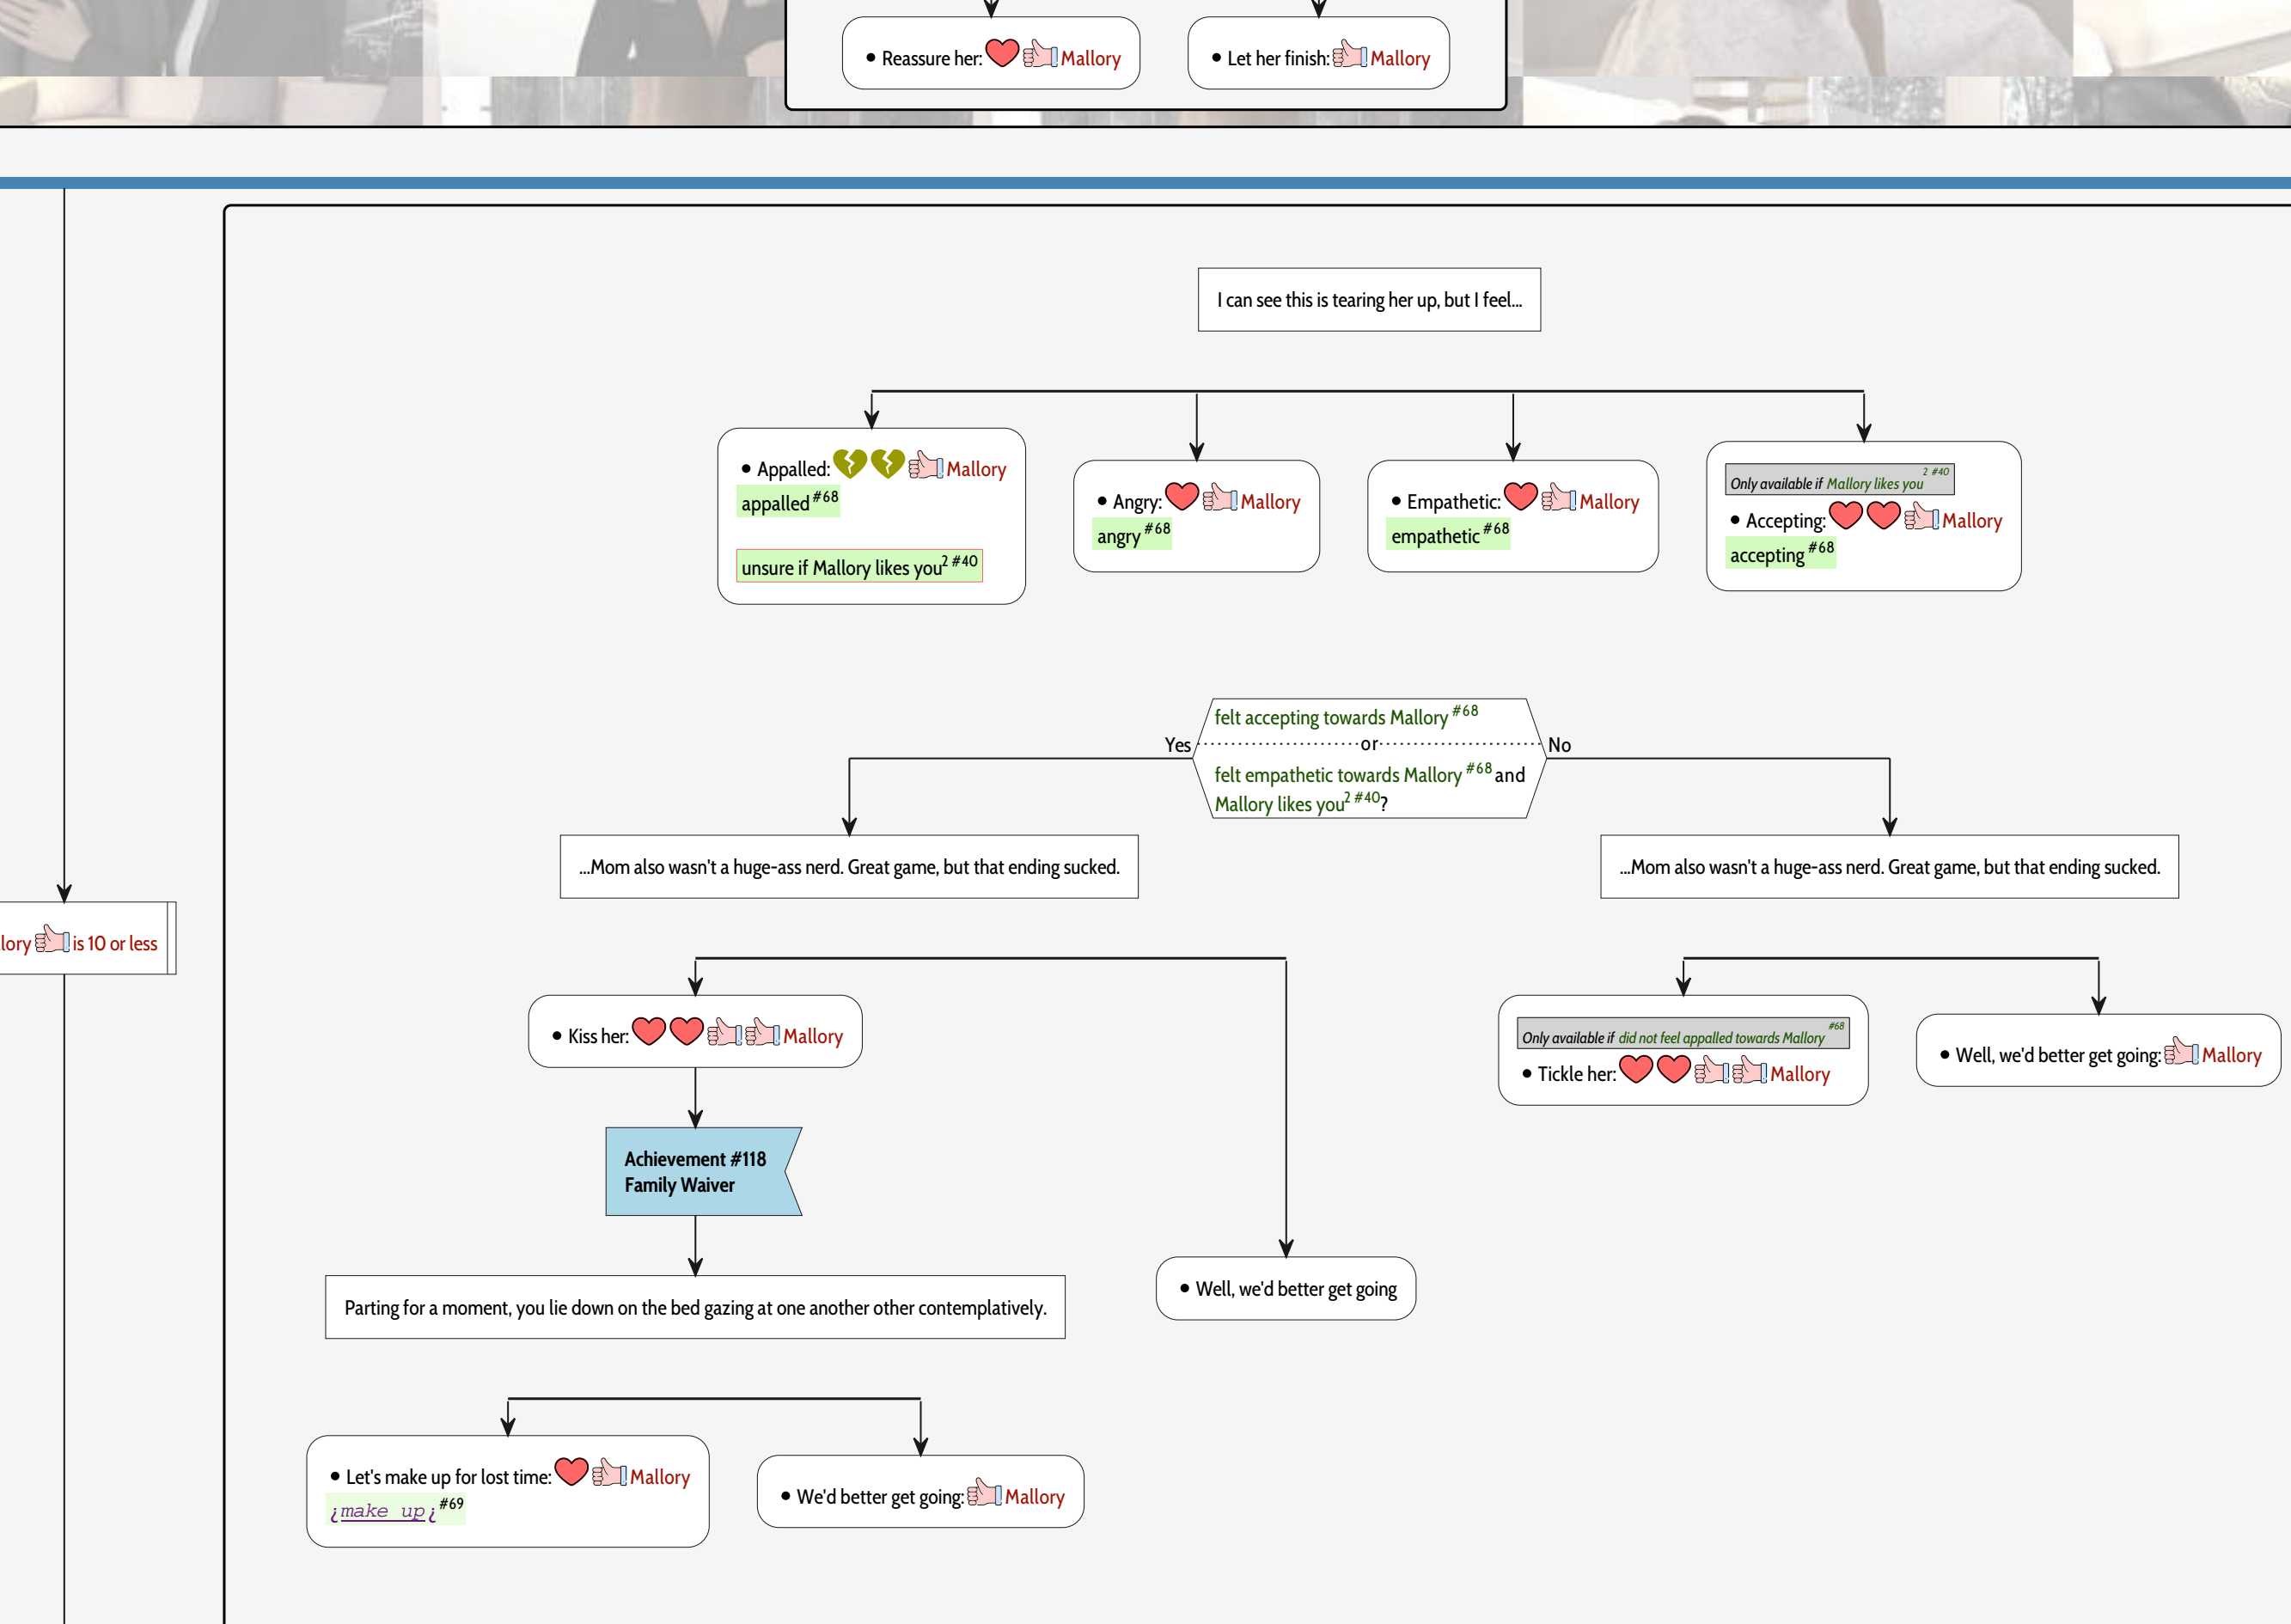 • Reassure her: Mallory
• Let her finish: Mallory
I can see this is tearing her up, but I feel...
• Appalled: Mallory
appalled #68
unsure if Mallory likes you2 #40
• Angry: Mallory
angry #68
• Empathetic: Mallory
empathetic #68
Only available if Mallory likes you 2 #40
• Accepting: Mallory
accepting #68
felt accepting towards Mallory #68
Yes
or
No
felt empathetic towards Mallory #68 and
Mallory likes you2 #40?
...Mom also wasn't a huge-ass nerd. Great game, but that ending sucked.
...Mom also wasn't a huge-ass nerd. Great game, but that ending sucked.
lory is 10 or less
• Kiss her: Mallory
Only available if did not feel appalled towards Mallory #68
• Tickle her: Mallory
• Well, we'd better get going: Mallory
Achievement #118
Family Waiver
• Well, we'd better get going
Parting for a moment, you lie down on the bed gazing at one another other contemplatively.
• Let's make up for lost time: Mallory
¿make up¿ #69
• We'd better get going: Mallory